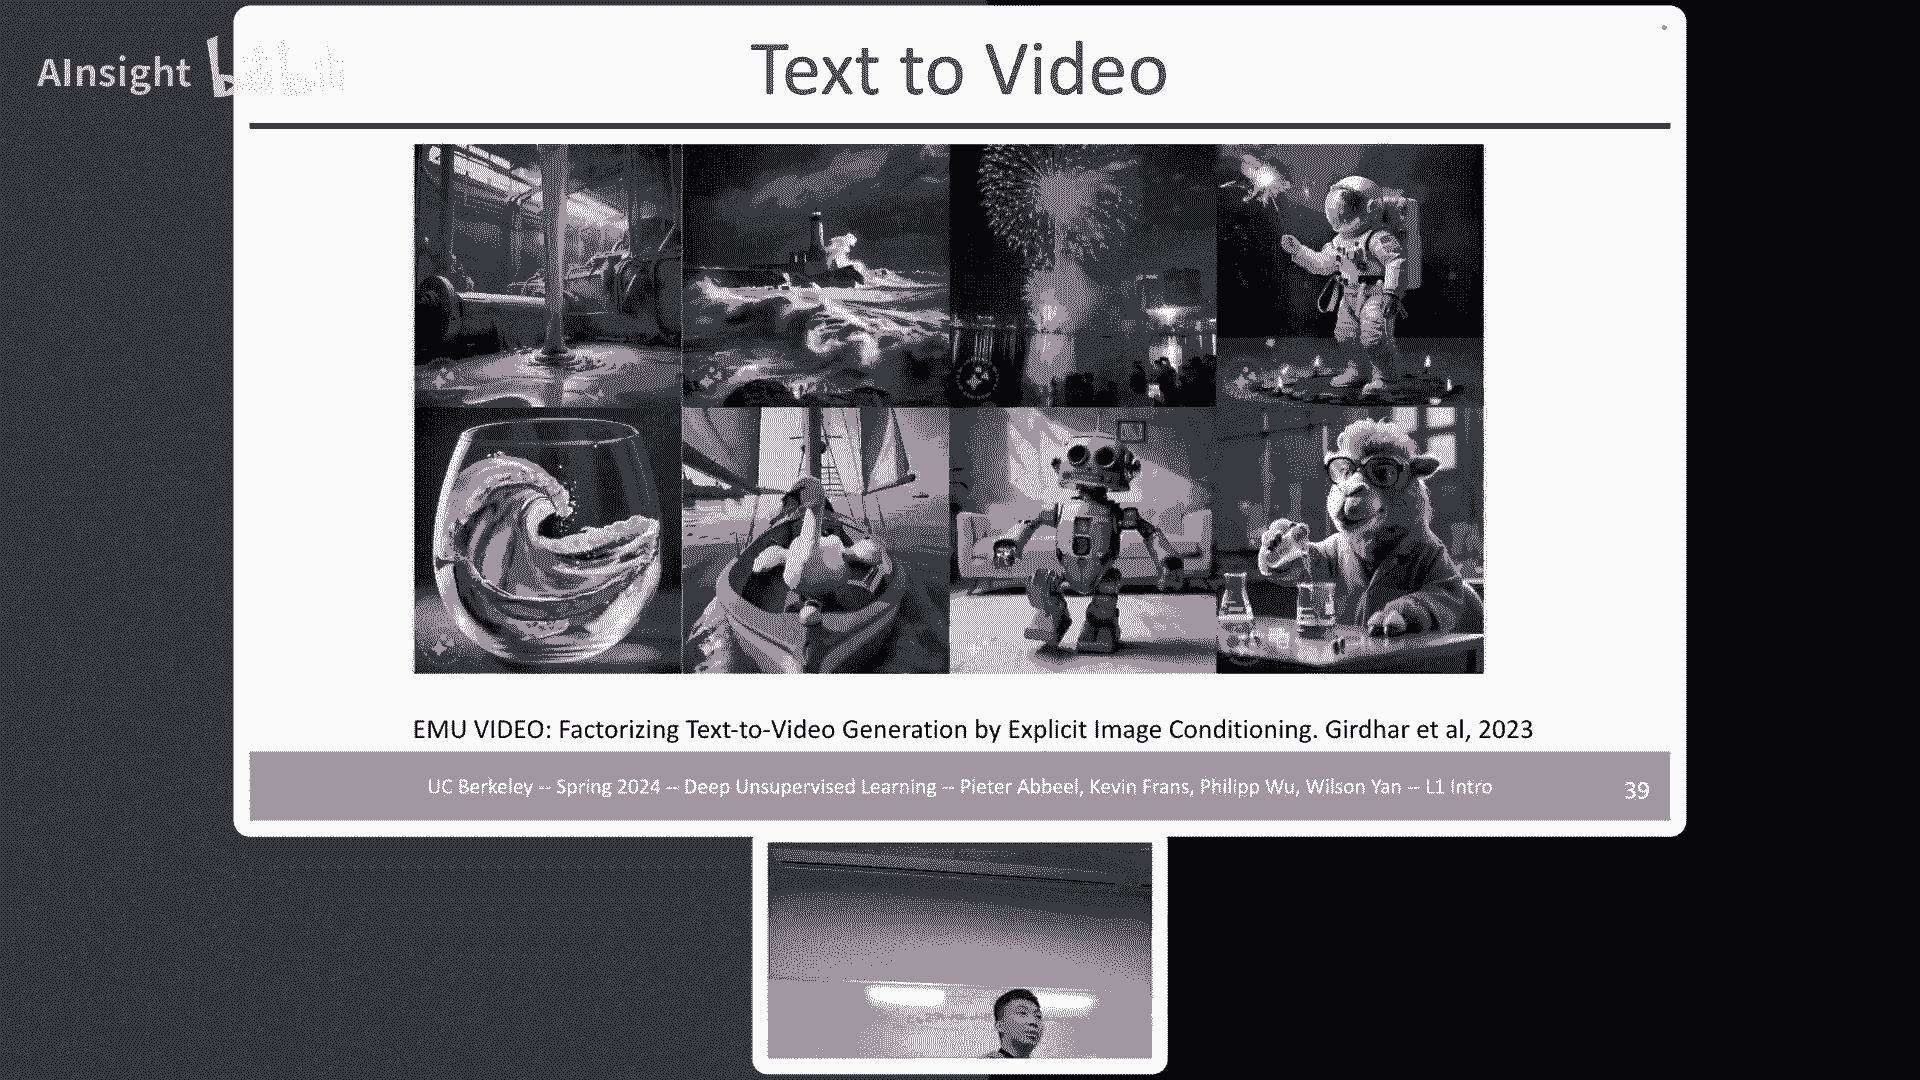 AInsight
Text to Video
EMU VIDEO: Factorizing Text-to-Video Generation by Explicit Image Conditioning. Girdhar et al, 2023
UC Berkeley -- Spring 2024 -- Deep Unsupervised Learning -- Pieter Abbeel, Kevin Frans, Philipp Wu, Wilson Yan -- L1 Intro
39